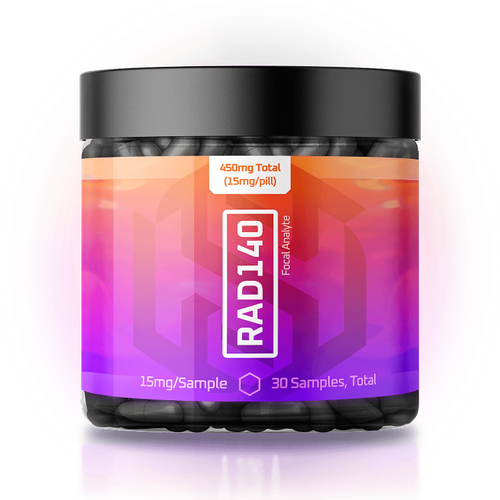 450mg Total
(15mg/pill)
RAD140
Focal Analyte
15mg/Sample
30 Samples, Total